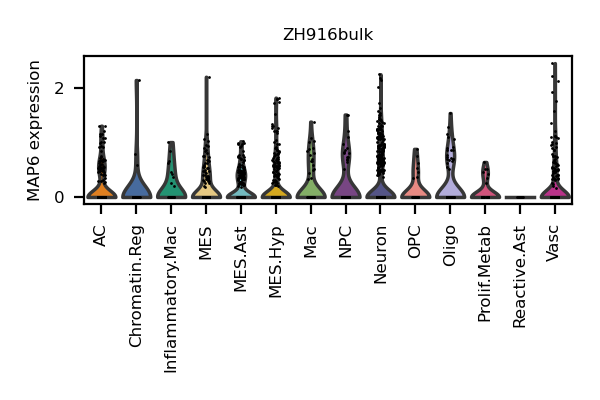 ZH916bulk
MAP6 expression
2
0
AC
Chromatin.Reg
Inflammatory.Mac
MES
MES.Ast
MES.Hyp
Mac
NPC
Neuron
OPC
Oligo
Prolif.Metab
Reactive.Ast
Vasc